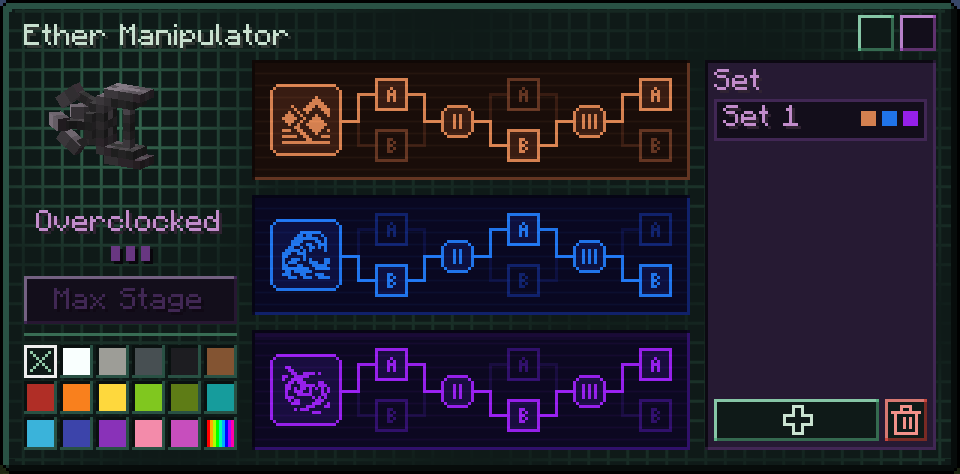 Ether Manipulator
Overclocked
Max Stage
A A A
II III
B B B
A A A
II III
B B B
A A A
II III
B B B
Set
Set 1